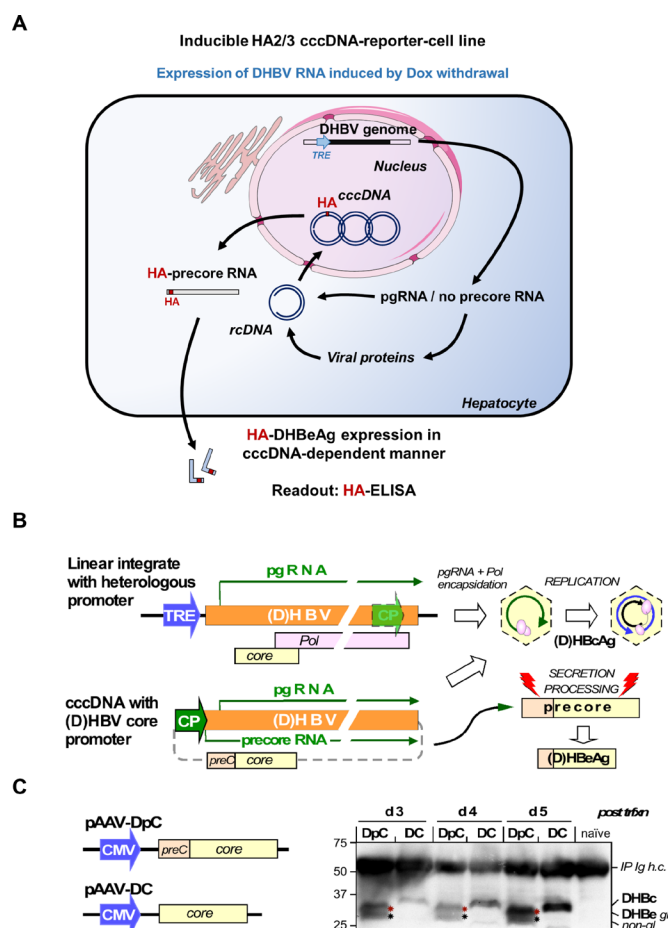 A
Inducible HA2/3 cccDNA-reporter-cell line
Expression of DHBV RNA induced by Dox withdrawal
DHBV genome
TRE
Nucleus
cccDNA
HA
HA-precore RNA
HA
rcDNA
pgRNA / no precore RNA
Viral proteins
Hepatocyte
HA-DHBeAg expression in
cccDNA-dependent manner
Readout: HA-ELISA
B
Linear integrate
with heterologous
promoter
pgRNA
TRE
(D)HBV
CP
Pol
core
pgRNA + Pol
encapsidation
REPLICATION
(D)HBcAg
cccDNA with
(D)HBV core
promoter
pgRNA
CP
(D)HBV
precore RNA
preC
core
SECRETION
PROCESSING
precore
(D)HBeAg
C
pAAV-DpC
CMV
preC
core
pAAV-DC
CMV
core
d3
d4
d5
post trfxn
DpC
DC
DpC
DC
DpC
DC
naïve
75
50
37
25
IP Ig h.c.
DHBc
DHBe
non-gl